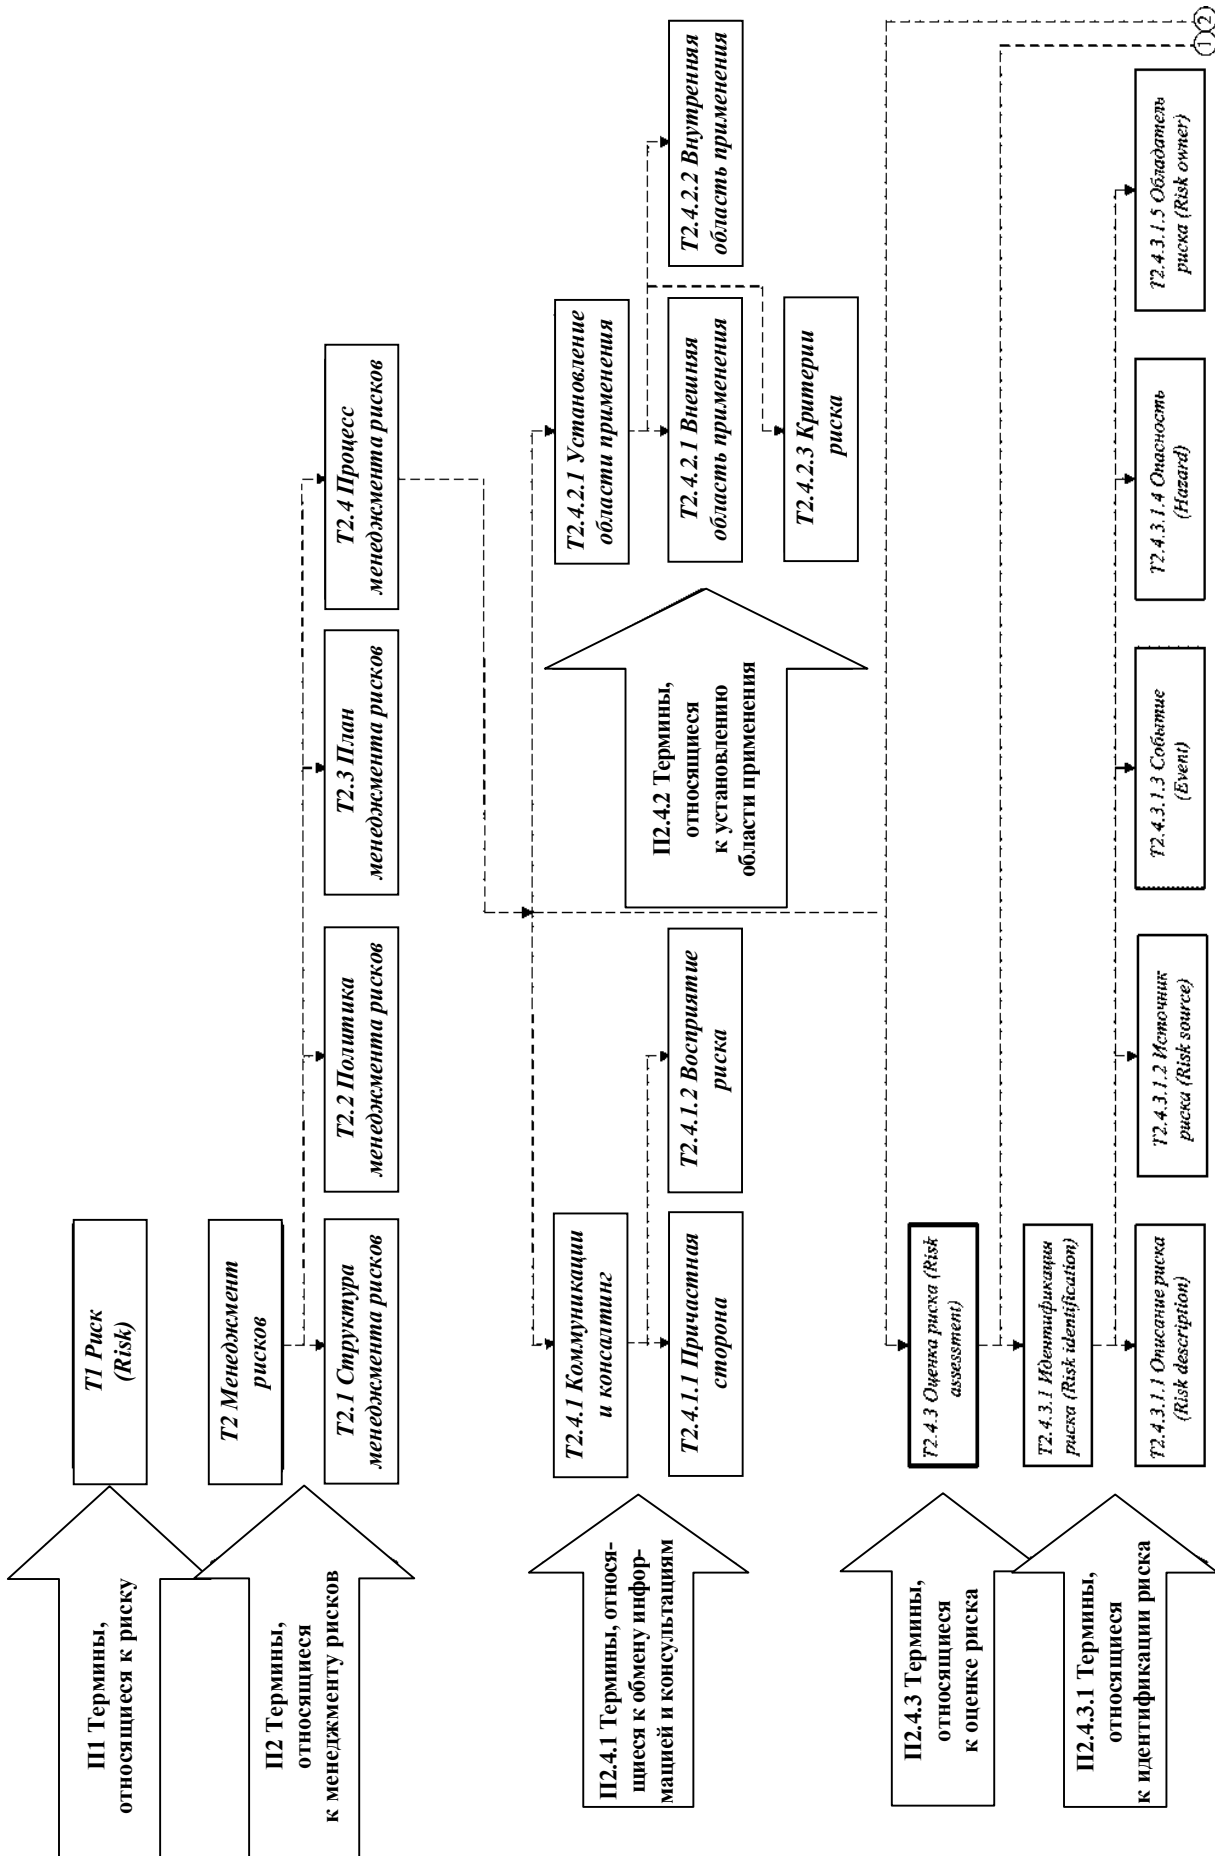 П1 Термины,
относящиеся к риску
Т1 Риск
(Risk)
П2 Термины,
относящиеся
к менеджменту рисков
Т2 Менеджмент
рисков
Т2.1 Структура
менеджмента рисков
Т2.2 Политика
менеджмента рисков
Т2.3 План
менеджмента рисков
Т2.4 Процесс
менеджмента рисков
П2.4.1 Термины, относя-
щиеся к обмену инфор-
мацией и консультациям
Т2.4.1 Коммуникации
и консалтинг
Т2.4.1.1 Причастная
сторона
Т2.4.1.2 Восприятие
риска
П2.4.2 Термины,
относящиеся
к установлению
области применения
Т2.4.2.1 Установление
области применения
Т2.4.2.1 Внешняя
область применения
Т2.4.2.2 Внутренняя
область применения
Т2.4.2.3 Критерии
риска
П2.4.3 Термины,
относящиеся
к оценке риска
Т2.4.3 Оценка риска (Risk
assessment)
П2.4.3.1 Термины,
относящиеся
к идентификации риска
Т2.4.3.1 Идентификация
риска (Risk identification)
Т2.4.3.1.1 Описание риска
(Risk description)
Т2.4.3.1.2 Источник
риска (Risk source)
Т2.4.3.1.3 Событие
(Event)
Т2.4.3.1.4 Опасность
(Hazard)
Т2.4.3.1.5 Обладатель
риска (Risk owner)
1
2